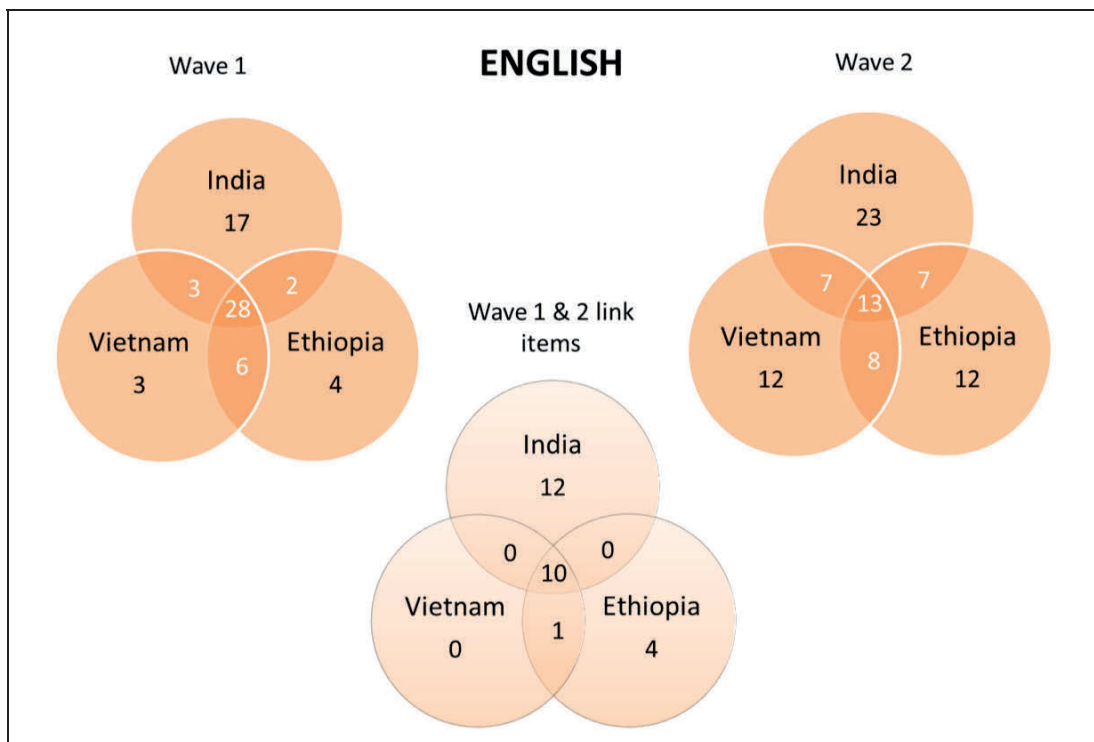 ENGLISH
Wave 1
India
17
3
28
2
Vietnam
3
6
Ethiopia
4
Wave 2
India
23
7
13
7
Vietnam
12
8
Ethiopia
12
Wave 1 & 2 link
items
India
12
0
10
0
Vietnam
0
1
Ethiopia
4